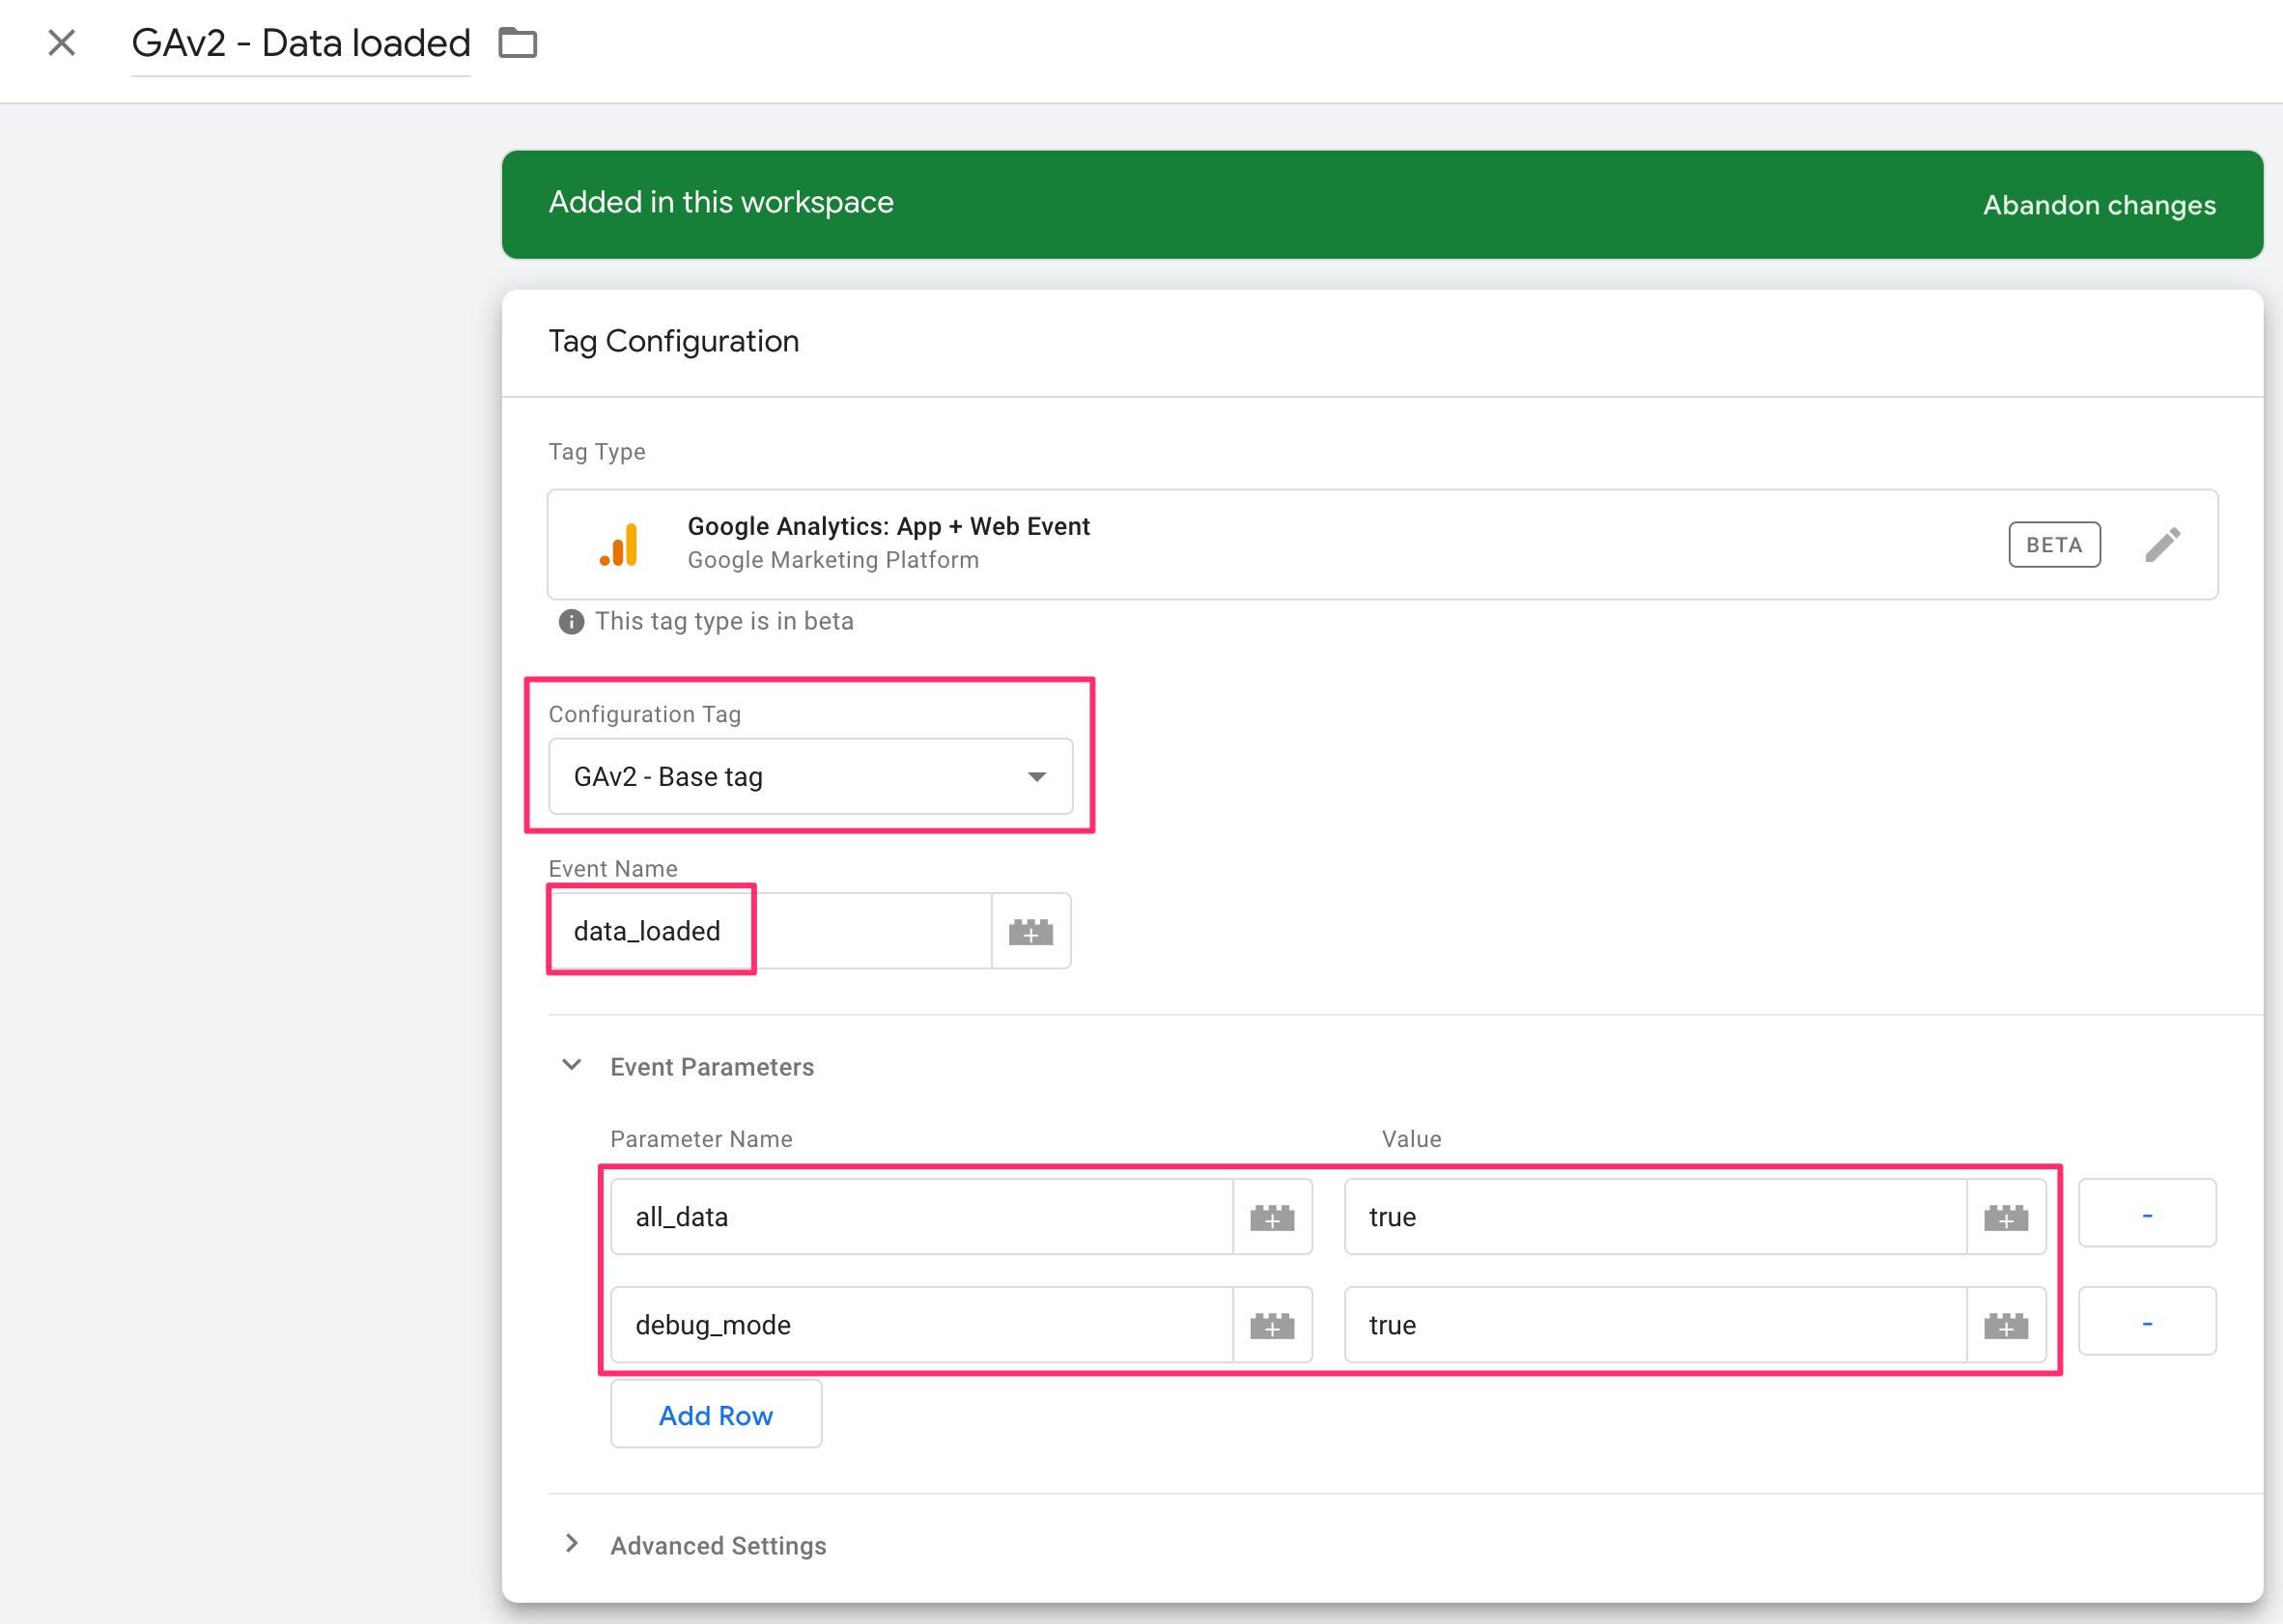 GAv2 - Data loaded
Added in this workspace
Abandon changes
Tag Configuration
Tag Type
Google Analytics: App + Web Event
Google Marketing Platform
BETA
This tag type is in beta
Configuration Tag
GAv2 - Base tag
Event Name
data_loaded
Event Parameters
Parameter Name
Value
all_data
true
-
debug_mode
true
-
Add Row
Advanced Settings